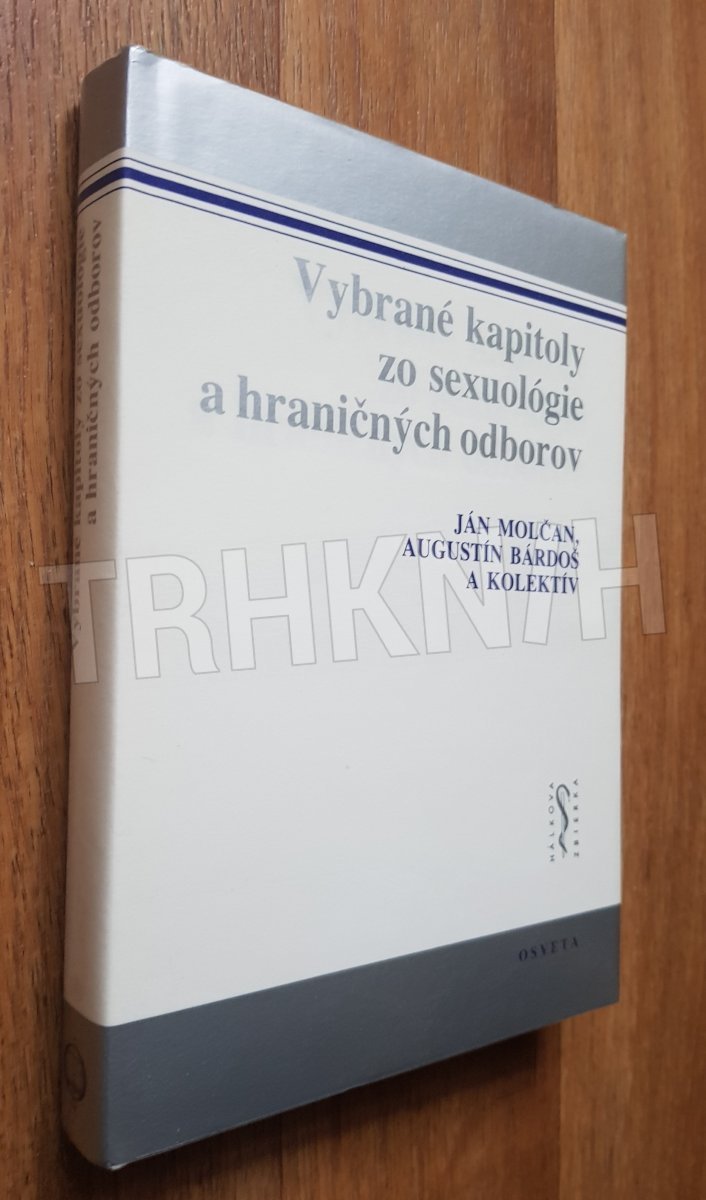 Vybrané kapitoly
zo sexuológie
a hraničných odborov
JÁN MOLČAN,
AUGUSTÍN BÁRDOŠ
A KOLEKTÍV
HÁLKOVA
ZBIERKA
OSVETA
Vybrané kapitoly zo sexuológie
a hraničných odborov
TRHKNIH